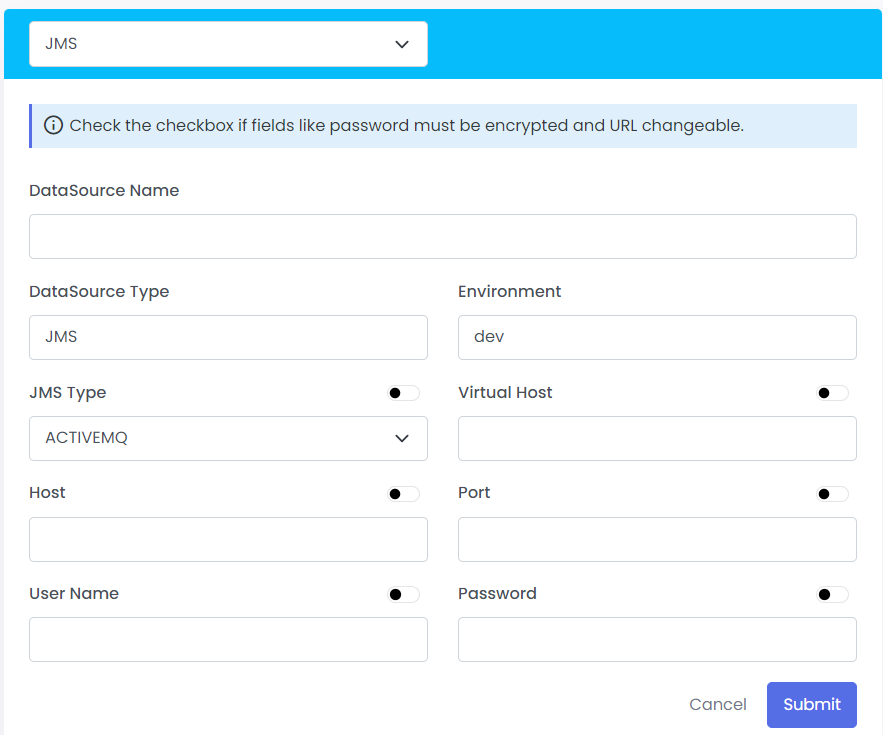 JMS
Check the checkbox if fields like password must be encrypted and URL changeable.
DataSource Name
DataSource Type
Environment
JMS
dev
JMS Type
Virtual Host
ACTIVEMQ
Host
Port
User Name
Password
Cancel
Submit